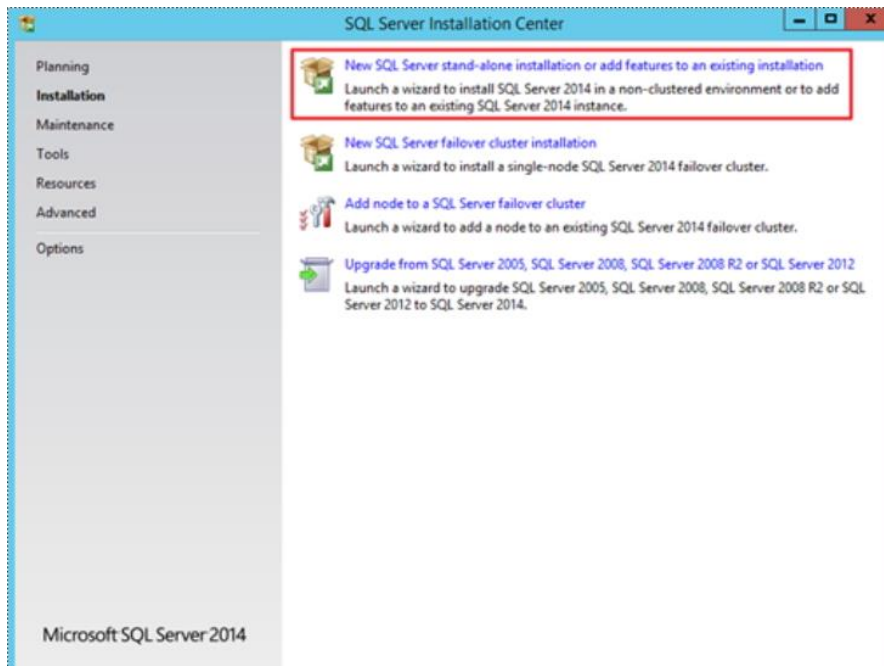 SQL Server Installation Center
Planning
Installation
Maintenance
Tools
Resources
Advanced
Options
New SQL Server stand-alone installation or add features to an existing installation
Launch a wizard to install SQL Server 2014 in a non-clustered environment or to add
features to an existing SQL Server 2014 instance.
New SQL Server failover cluster installation
Launch a wizard to install a single-node SQL Server 2014 failover cluster.
Add node to a SQL Server failover cluster
Launch a wizard to add a node to an existing SQL Server 2014 failover cluster.
Upgrade from SQL Server 2005, SQL Server 2008, SQL Server 2008 R2 or SQL Server 2012
Launch a wizard to upgrade SQL Server 2005, SQL Server 2008, SQL Server 2008 R2 or SQL
Server 2012 to SQL Server 2014.
Microsoft SQL Server 2014